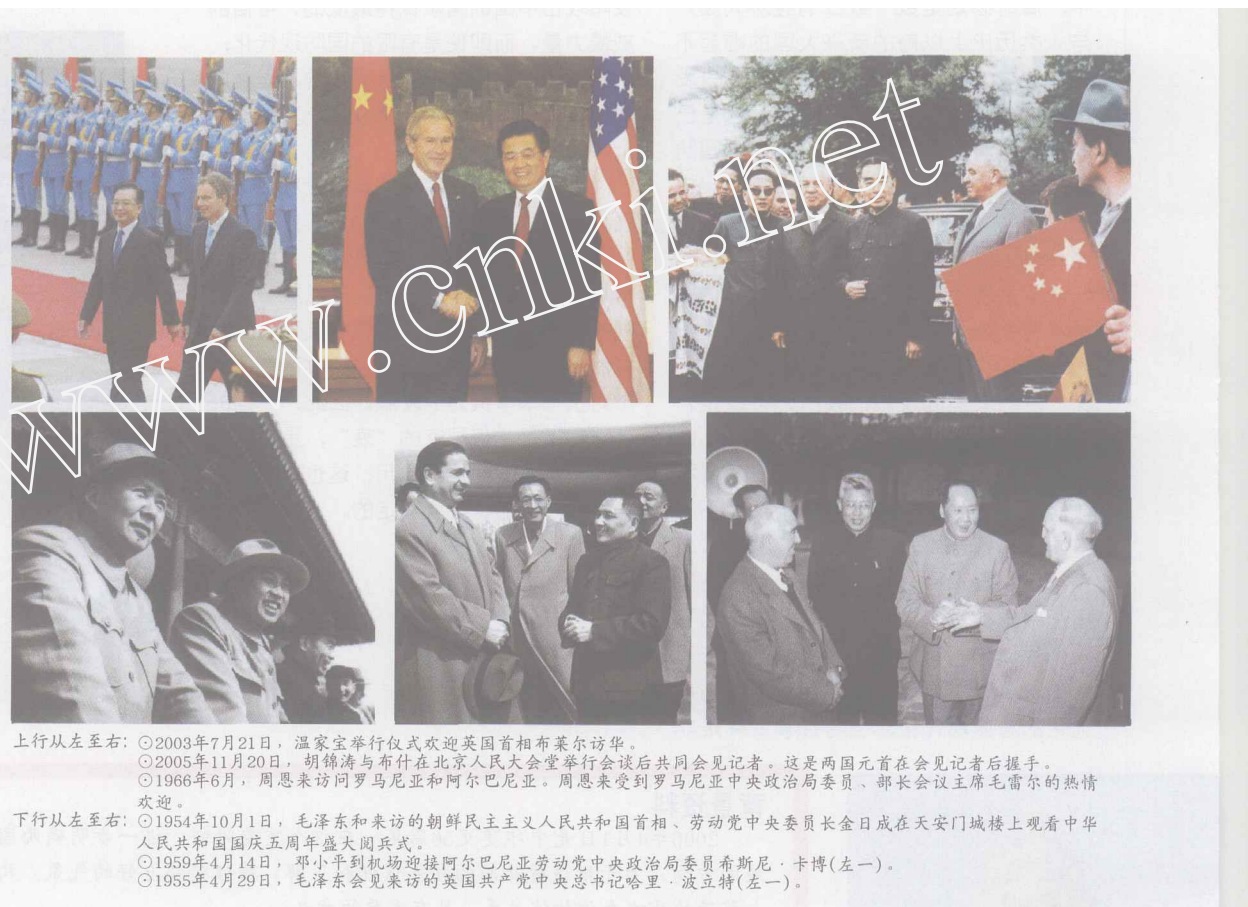 www.cnki.net
上行从左至右：⊙2003年7月21日，温家宝举行仪式欢迎英国首相布莱尔访华。
⊙2005年11月20日，胡锦涛与布什在北京人民大会堂举行会谈后共同会见记者。这是两国元首在会见记者后握手。
⊙1966年6月，周恩来访问罗马尼亚和阿尔巴尼亚。周恩来受到罗马尼亚中央政治局委员、部长会议主席毛雷尔的热情
欢迎。
下行从左至右：⊙1954年10月1日，毛泽东和来访的朝鲜民主主义人民共和国首相、劳动党中央委员长金日成在天安门城楼上观看中华
人民共和国国庆五周年盛大阅兵式。
⊙1959年4月14日，邓小平到机场迎接阿尔巴尼亚劳动党中央政治局委员希斯尼·卡博(左一)。
⊙1955年4月29日，毛泽东会见来访的英国共产党中央总书记哈里·波立特(左一)。